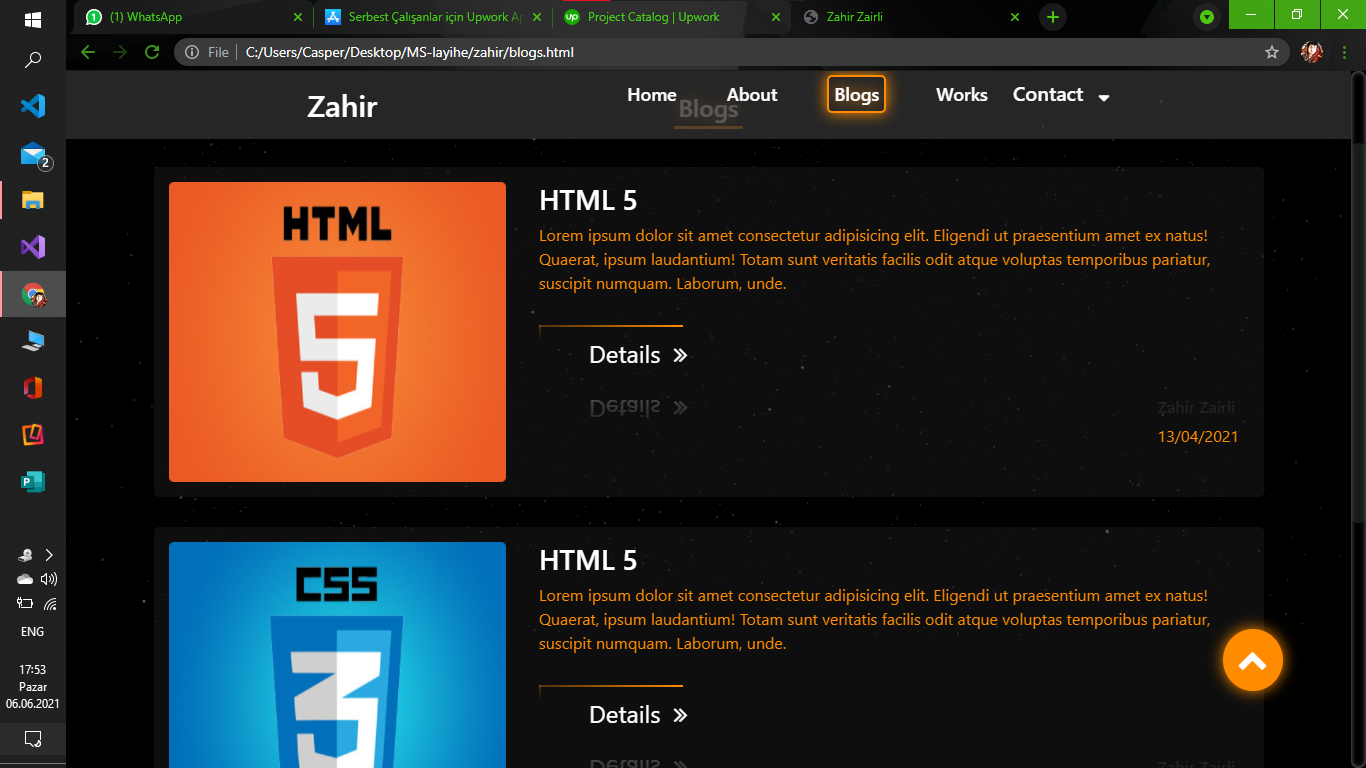 (1) WhatsApp
Serbest Çalışanlar için Upwork Ap
up Project Catalog | Upwork
Zahir Zairli
File | C:/Users/Casper/Desktop/MS-layihe/zahir/blogs.html
Zahir
Home
About
Blogs
Works
Contact
Blogs
HTML
5
HTML 5
Lorem ipsum dolor sit amet consectetur adipisicing elit. Eligendi ut praesentium amet ex natus!
Quaerat, ipsum laudantium! Totam sunt veritatis facilis odit atque voluptas temporibus pariatur,
suscipit numquam. Laborum, unde.
Details »
Details »
Zahir Zairli
13/04/2021
CSS
3
HTML 5
Lorem ipsum dolor sit amet consectetur adipisicing elit. Eligendi ut praesentium amet ex natus!
Quaerat, ipsum laudantium! Totam sunt veritatis facilis odit atque voluptas temporibus pariatur,
suscipit numquam. Laborum, unde.
Details »
Details »
Zahir Zairli
2
ENG
17:53
Pazar
06.06.2021